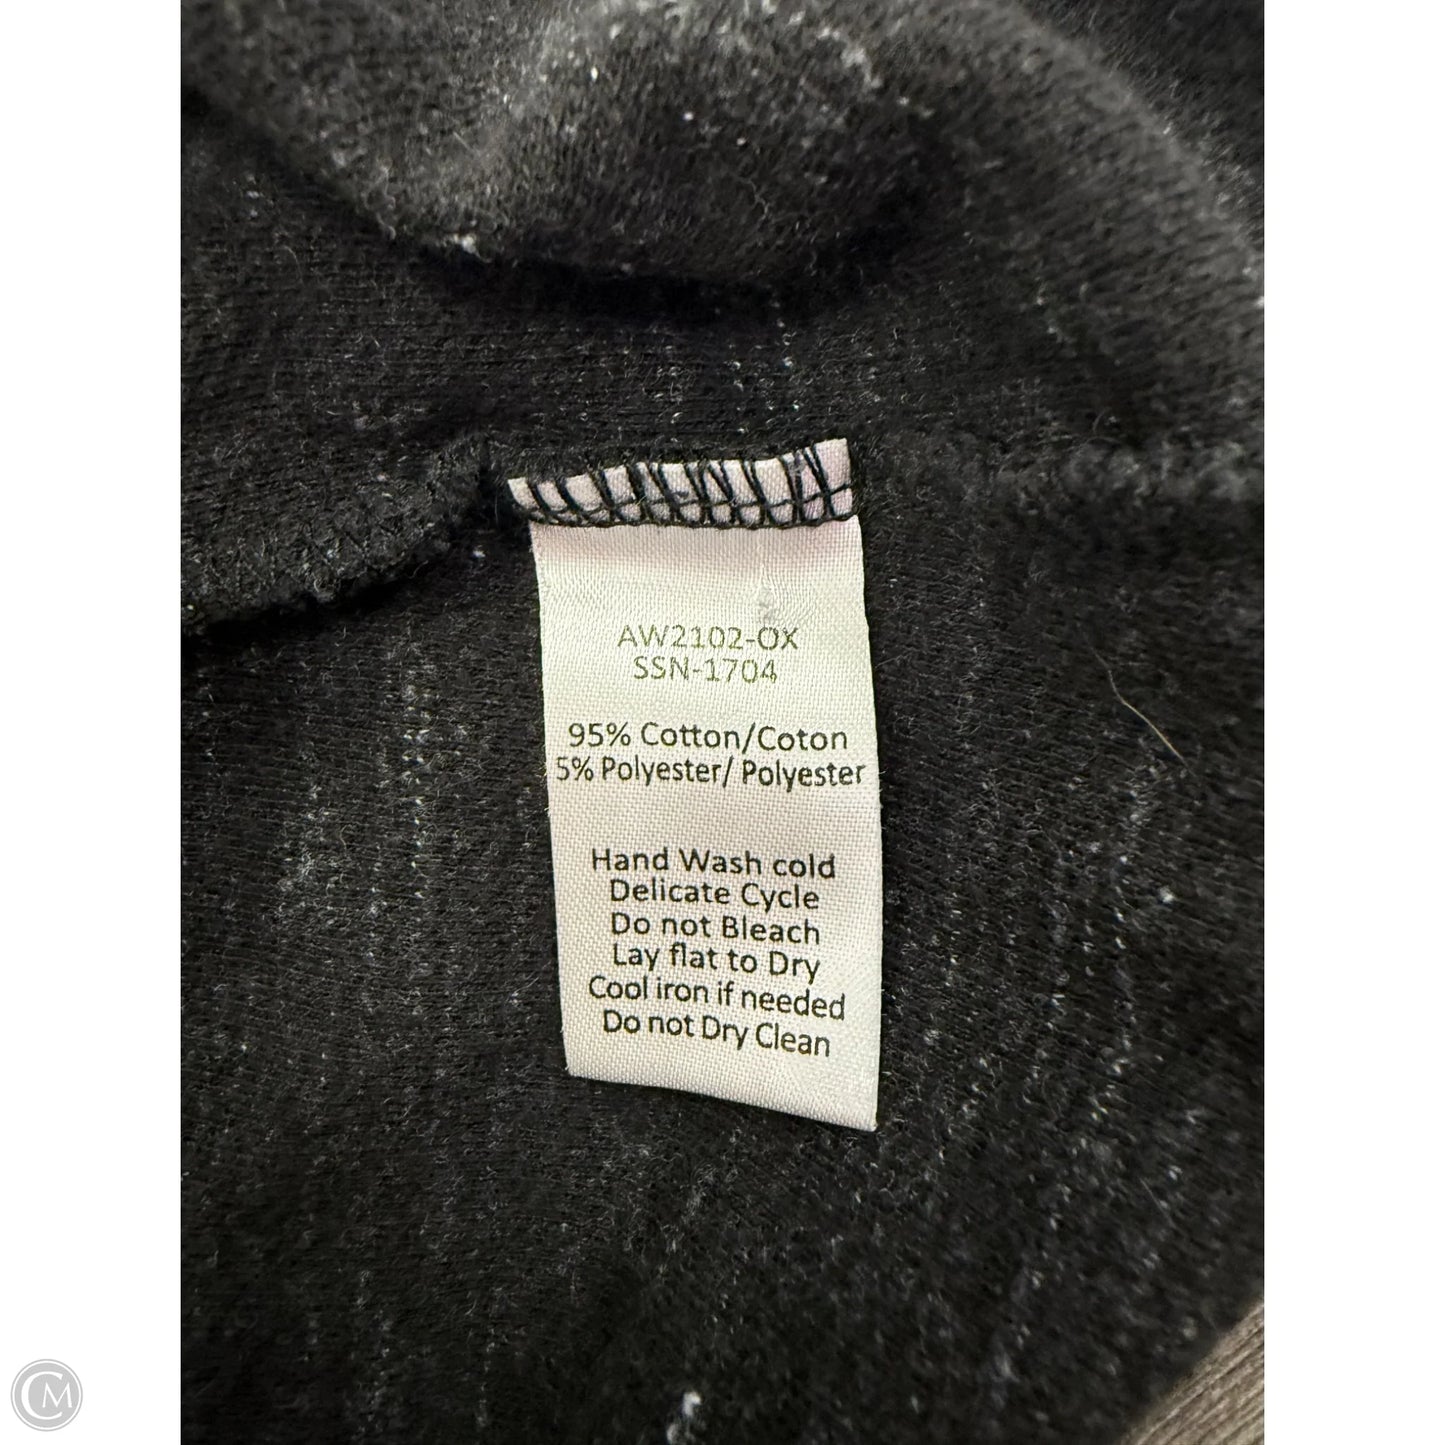 AW2102-OX
SSN-1704
95% Cotton/Coton
5% Polyester/ Polyester
Hand Wash cold
Delicate Cycle
Do not Bleach
Lay flat to Dry
Cool iron if needed
Do not Dry Clean
CM